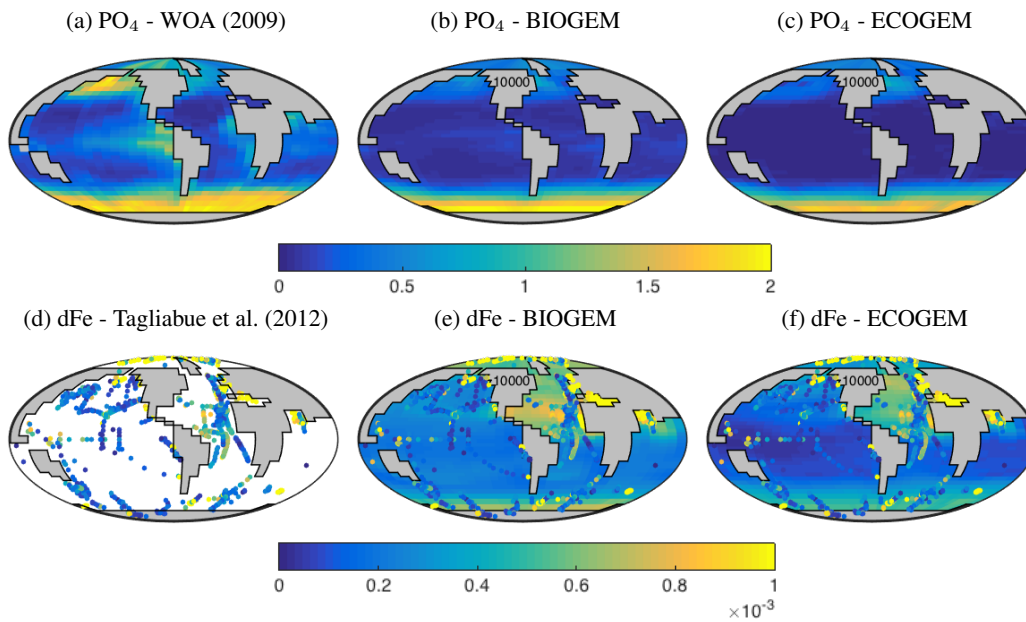 (a) PO₄ - WOA (2009) (b) PO₄ - BIOGEM (c) PO₄ - ECOGEM
10000 10000
0 0.5 1 1.5 2
(d) dFe - Tagliabue et al. (2012) (e) dFe - BIOGEM (f) dFe - ECOGEM
10000 10000
0 0.2 0.4 0.6 0.8 1
×10⁻³